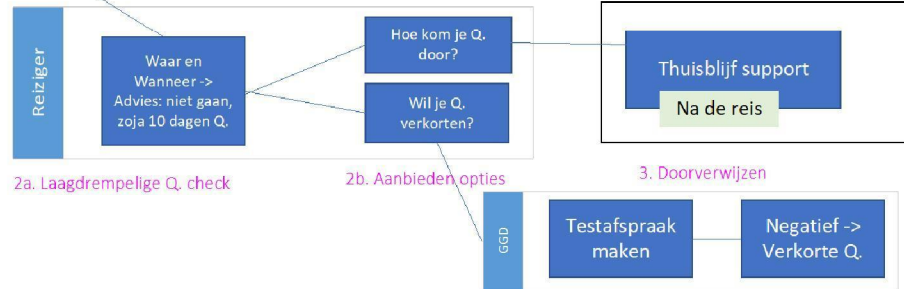 Reiziger
Waar en
Wanneer ->
Advies: niet gaan,
zoja 10 dagen Q.
Hoe kom je Q.
door?
Wil je Q.
verkorten?
Thuisblijf support
Na de reis
2a. Laagdrempelige Q. check
2b. Aanbieden opties
3. Doorverwijzen
GGD
Testafspraak
maken
Negatief ->
Verkorte Q.